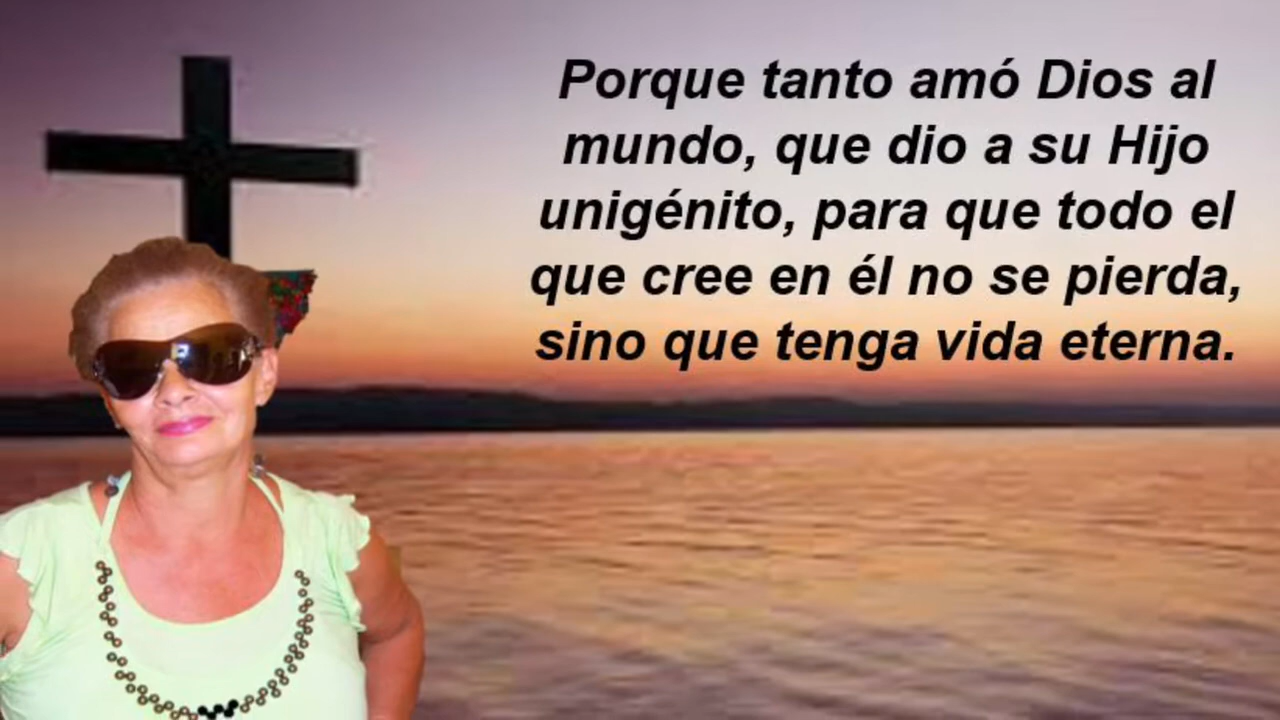 Porque tanto amó Dios al
mundo, que dio a su Hijo
unigénito, para que todo el
que cree en él no se pierda,
sino que tenga vida eterna.